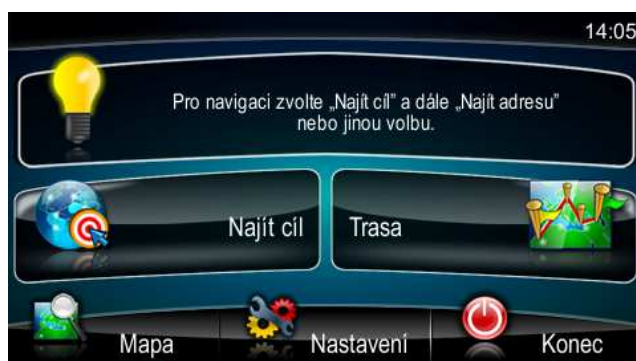 14:05
Pro navigaci zvolte „Najít cíl” a dále „Najít adresu”
nebo jinou volbu.
Najít cíl
Trasa
Mapa
Nastavení
Konec